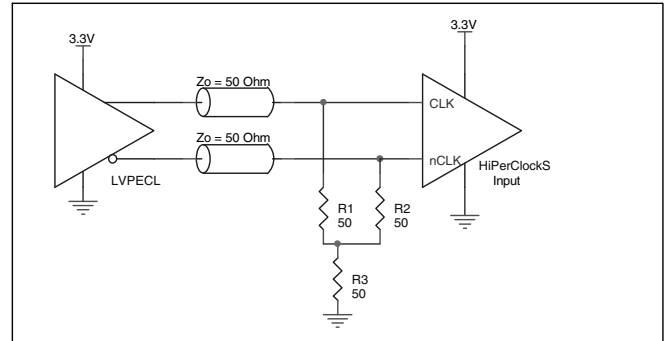 3.3V
3.3V
Zo = 50 Ohm
CLK
Zo = 50 Ohm
nCLK
HiPerClockS
Input
LVPECL
R1
50
R2
50
R3
50